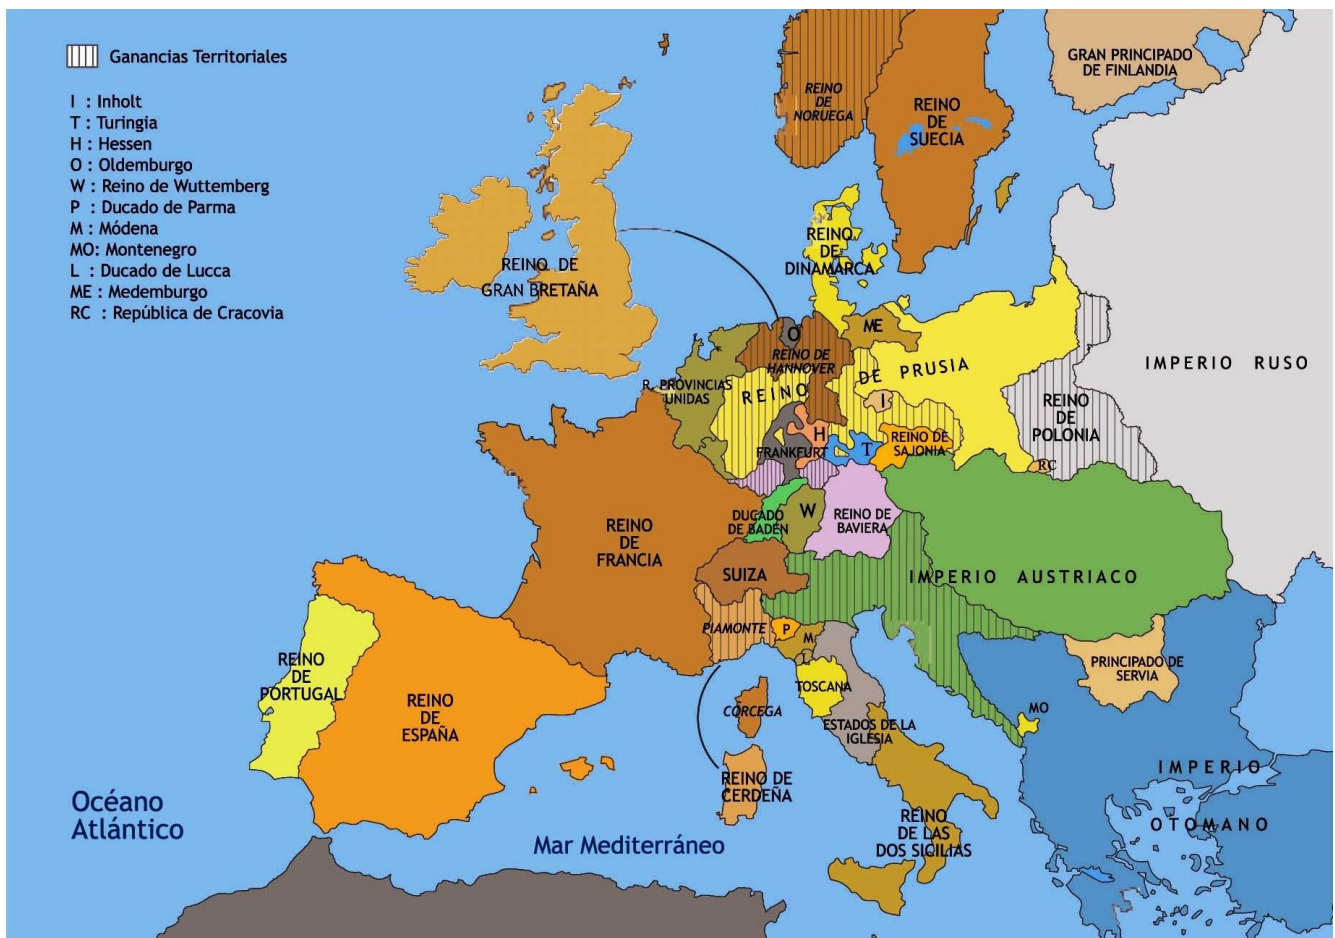 Ganancias Territoriales
I : Inholt
T : Turingia
H : Hessen
O : Oldemburgo
W : Reino de Wuttemberg
P : Ducado de Parma
M : Módena
MO: Montenegro
L : Ducado de Lucca
ME : Medemburgo
RC : República de Cracovia
REINO
DE
NORUEGA
REINO
DE
SUECIA
GRAN PRINCIPADO
DE FINLANDIA
REINO DE
GRAN BRETAÑA
REINO
DE
DINAMARCA
ME
O
REINO DE
HANNOVER
R. PROVINCIAS
UNIDAS
REINO DE PRUSIA
I
IMPERIO RUSO
REINO
DE
POLONIA
RC
H
T
REINO DE
SAJONIA
FRANKFURT
DUCADO
DE BADEN
W
REINO DE
BAVIERA
REINO
DE
FRANCIA
SUIZA
IMPERIO AUSTRIACO
PIAMONTE
P
M
L
TOSCANA
PRINCIPADO DE
SERVIA
MO
REINO
DE
PORTUGAL
REINO
DE
ESPAÑA
CORCEGA
ESTADOS DE LA
IGLESIA
REINO DE
CERDEÑA
IMPERIO
OTOMANO
REINO
DE LAS
DOS SICILIAS
Océano
Atlántico
Mar Mediterráneo